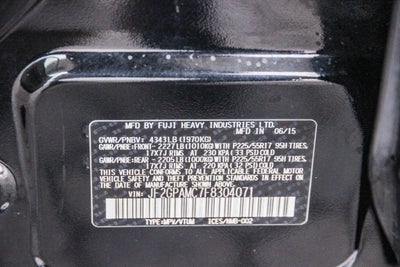 MFD. BY FUJI HEAVY INDUSTRIES LTD.
MFD. IN 06/15
GVWR/PNBV: 4343LB(1970KG)
GAWR/PNBE:FRONT- 2227LB(1010KG) WITH P225/55R17 95H TIRES,
17X7J RIMS AT 230 KPA(33 PSI)COLD
GAWR/PNBE:REAR - 2205LB(1000KG) WITH P225/55R17 95H TIRES,
17X7J RIMS AT 220 KPA(32 PSI)COLD
THIS VEHICLE CONFORMS TO ALL APPLICABLE FEDERAL MOTOR
VEHICLE SAFETY STANDARDS IN EFFECT ON THE
DATE OF MANUFACTURE SHOWN ABOVE.
VIN: JF2GPAMC7F8304071
TYPE:MPV/VTUM ICES/NMB-002